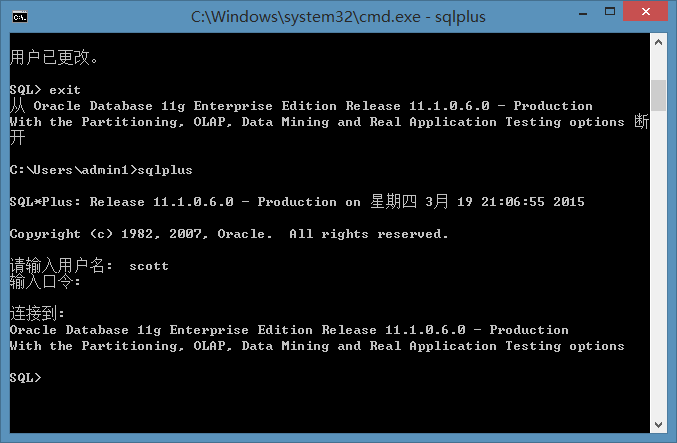 C:\Windows\system32\cmd.exe - sqlplus
用户已更改。
SQL> exit
从 Oracle Database 11g Enterprise Edition Release 11.1.0.6.0 - Production
With the Partitioning, OLAP, Data Mining and Real Application Testing options 断
开
C:\Users\admin1>sqlplus
SQL*Plus: Release 11.1.0.6.0 - Production on 星期四 3月 19 21:06:55 2015
Copyright (c) 1982, 2007, Oracle.  All rights reserved.
请输入用户名:  scott
输入口令:
连接到:
Oracle Database 11g Enterprise Edition Release 11.1.0.6.0 - Production
With the Partitioning, OLAP, Data Mining and Real Application Testing options
SQL>